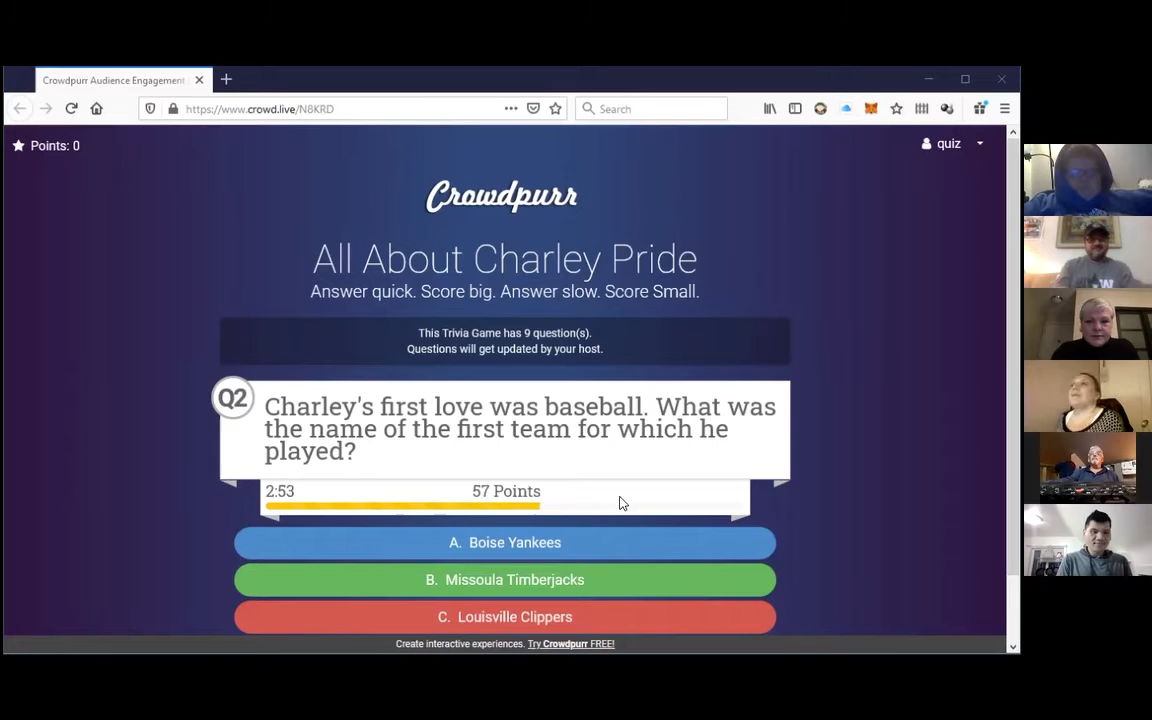 Crowdpurr Audience Engagement
https://www.crowd.live/N8KRD
Search
Points: 0
quiz
Crowdpurr
All About Charley Pride
Answer quick. Score big. Answer slow. Score Small.
This Trivia Game has 9 question(s).
Questions will get updated by your host.
Q2
Charley's first love was baseball. What was
the name of the first team for which he
played?
2:53 57 Points
A. Boise Yankees
B. Missoula Timberjacks
C. Louisville Clippers
Create interactive experiences. Try Crowdpurr FREE!